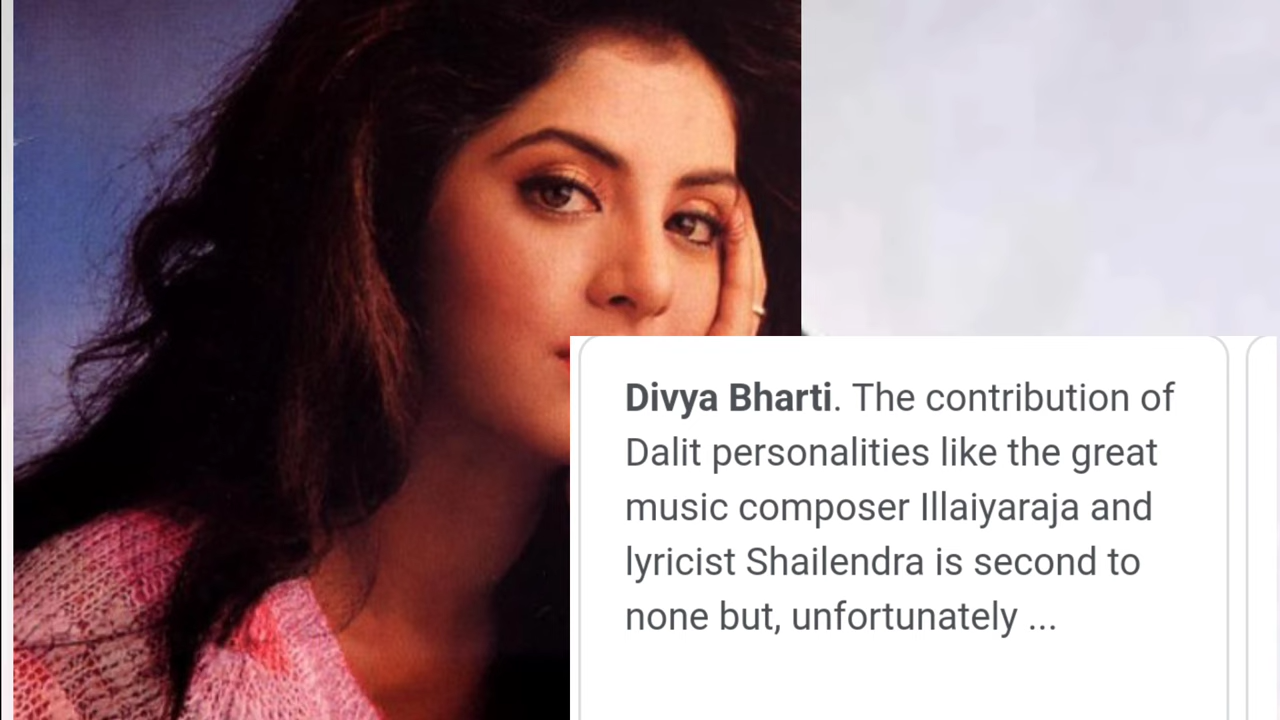 Divya Bharti. The contribution of
Dalit personalities like the great
music composer Illaiyaraja and
lyricist Shailendra is second to
none but, unfortunately ...